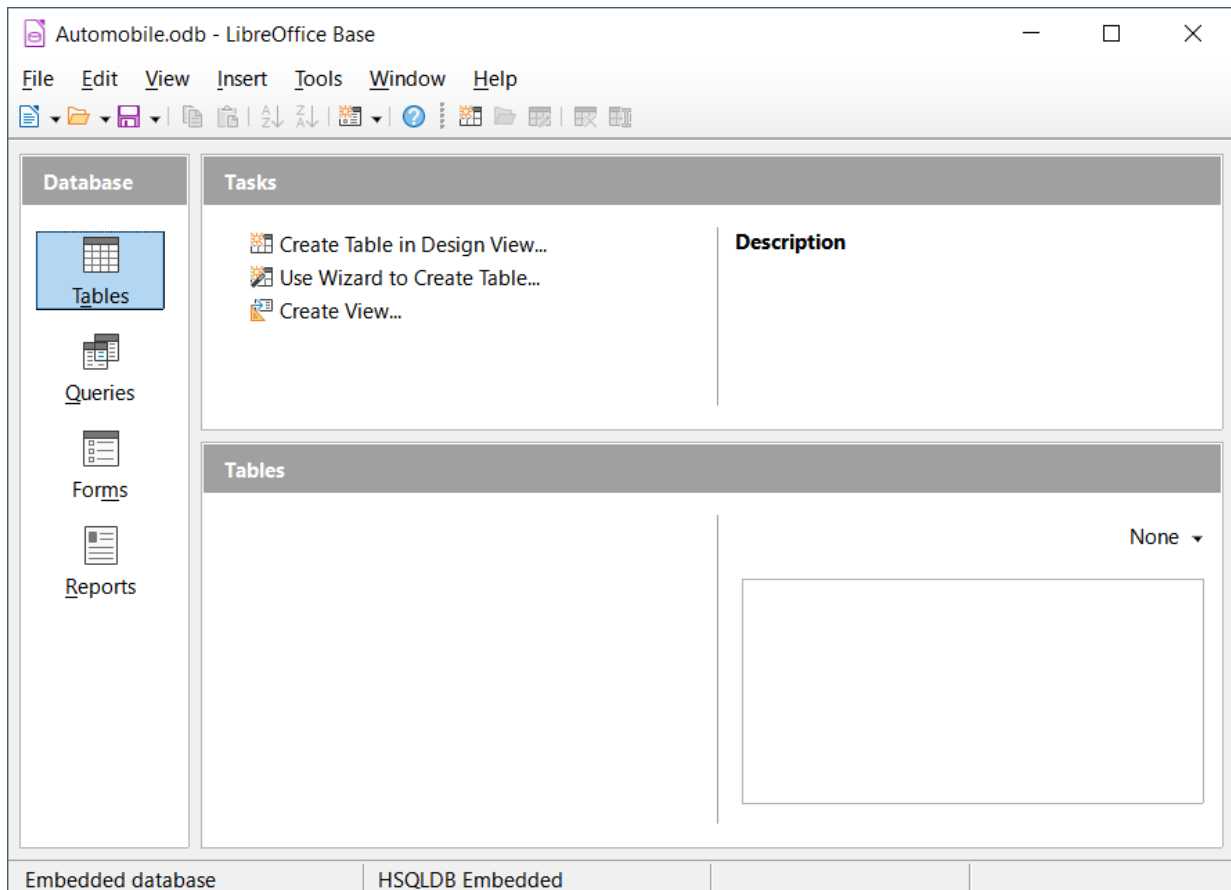 Automobile.odb - LibreOffice Base
File Edit View Insert Tools Window Help
Database
Tables
Queries
Forms
Reports
Tasks
Create Table in Design View...
Use Wizard to Create Table...
Create View...
Description
Tables
None
Embedded database HSQLDB Embedded